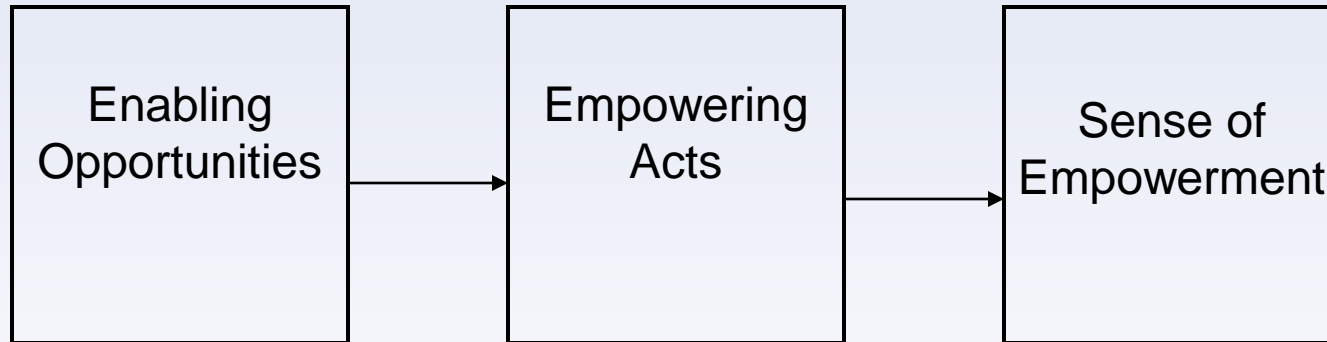 Enabling
Opportunities
Empowering
Acts
Sense of
Empowerment